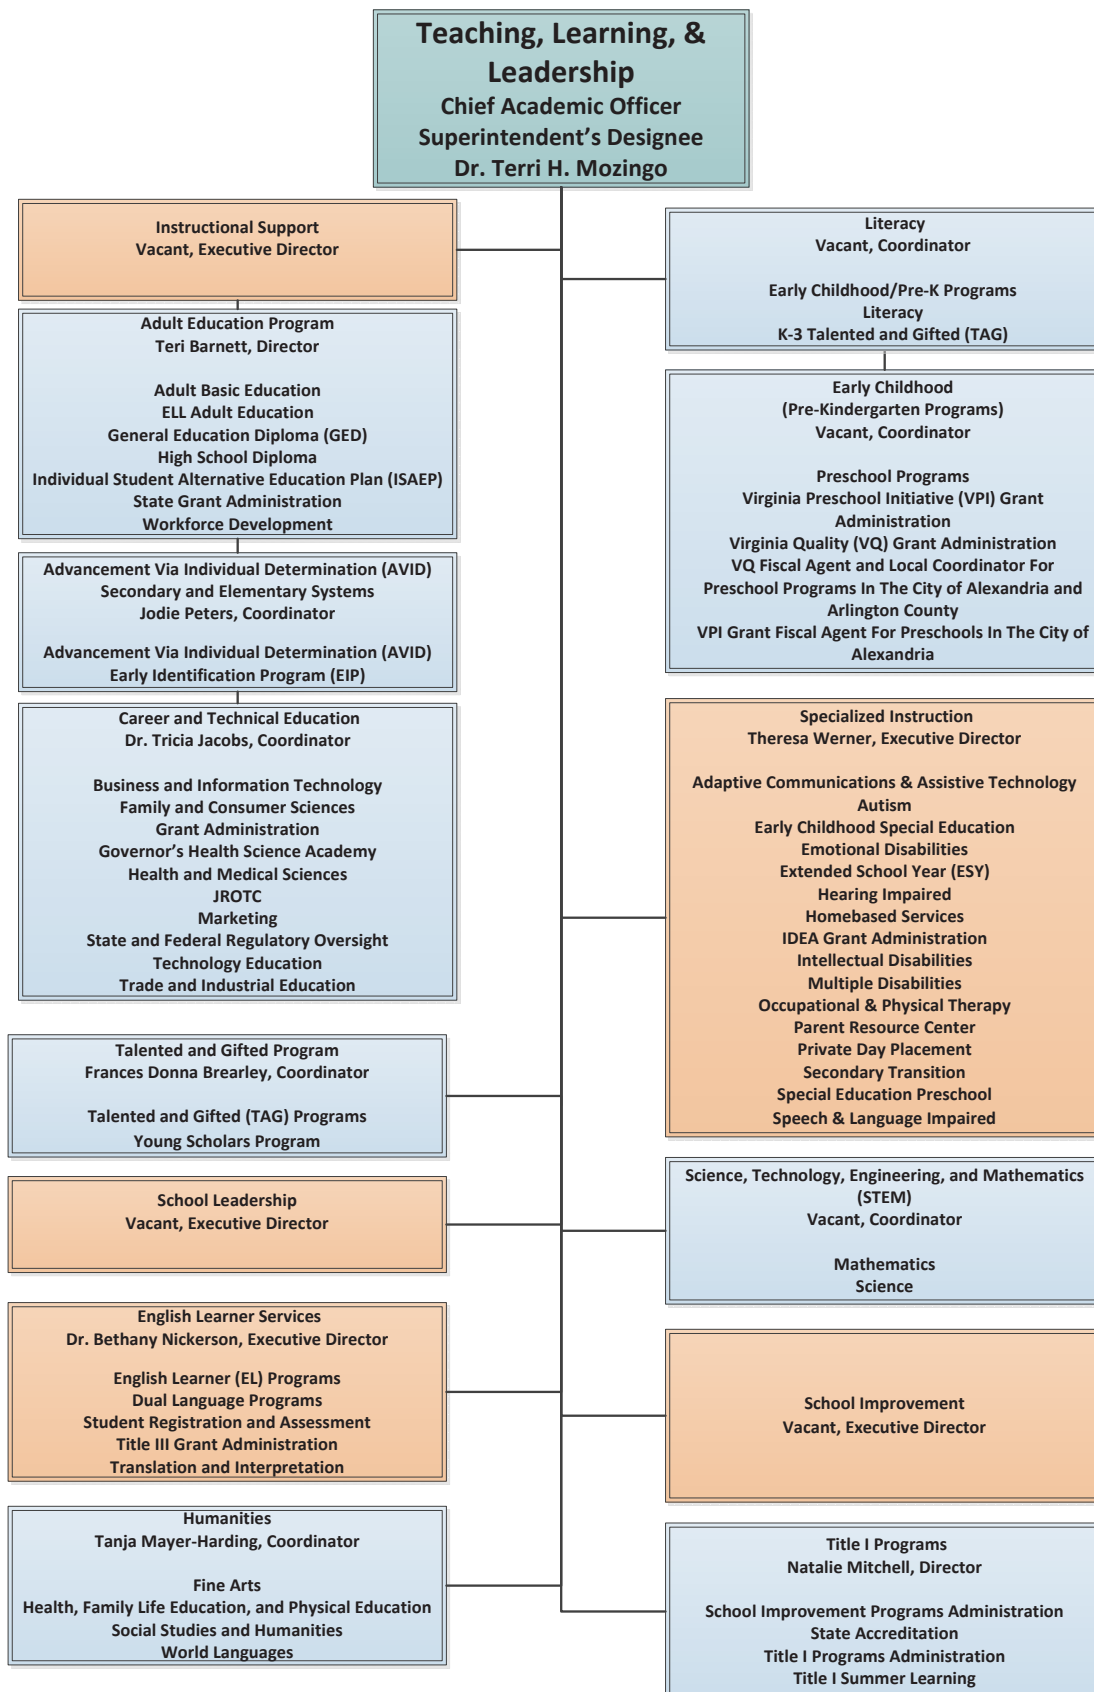 Teaching, Learning, &
Leadership
Chief Academic Officer
Superintendent’s Designee
Dr. Terri H. Mozingo
Instructional Support
Vacant, Executive Director
Adult Education Program
Teri Barnett, Director
Adult Basic Education
ELL Adult Education
General Education Diploma (GED)
High School Diploma
Individual Student Alternative Education Plan (ISAEP)
State Grant Administration
Workforce Development
Advancement Via Individual Determination (AVID)
Secondary and Elementary Systems
Jodie Peters, Coordinator
Advancement Via Individual Determination (AVID)
Early Identification Program (EIP)
Career and Technical Education
Dr. Tricia Jacobs, Coordinator
Business and Information Technology
Family and Consumer Sciences
Grant Administration
Governor’s Health Science Academy
Health and Medical Sciences
JROTC
Marketing
State and Federal Regulatory Oversight
Technology Education
Trade and Industrial Education
Talented and Gifted Program
Frances Donna Brearley, Coordinator
Talented and Gifted (TAG) Programs
Young Scholars Program
School Leadership
Vacant, Executive Director
English Learner Services
Dr. Bethany Nickerson, Executive Director
English Learner (EL) Programs
Dual Language Programs
Student Registration and Assessment
Title III Grant Administration
Translation and Interpretation
Humanities
Tanja Mayer-Harding, Coordinator
Fine Arts
Health, Family Life Education, and Physical Education
Social Studies and Humanities
World Languages
Literacy
Vacant, Coordinator
Early Childhood/Pre-K Programs
Literacy
K-3 Talented and Gifted (TAG)
Early Childhood
(Pre-Kindergarten Programs)
Vacant, Coordinator
Preschool Programs
Virginia Preschool Initiative (VPI) Grant
Administration
Virginia Quality (VQ) Grant Administration
VQ Fiscal Agent and Local Coordinator For
Preschool Programs In The City of Alexandria and
Arlington County
VPI Grant Fiscal Agent For Preschools In The City of
Alexandria
Specialized Instruction
Theresa Werner, Executive Director
Adaptive Communications & Assistive Technology
Autism
Early Childhood Special Education
Emotional Disabilities
Extended School Year (ESY)
Hearing Impaired
Homebased Services
IDEA Grant Administration
Intellectual Disabilities
Multiple Disabilities
Occupational & Physical Therapy
Parent Resource Center
Private Day Placement
Secondary Transition
Special Education Preschool
Speech & Language Impaired
Science, Technology, Engineering, and Mathematics
(STEM)
Vacant, Coordinator
Mathematics
Science
School Improvement
Vacant, Executive Director
Title I Programs
Natalie Mitchell, Director
School Improvement Programs Administration
State Accreditation
Title I Programs Administration
Title I Summer Learning